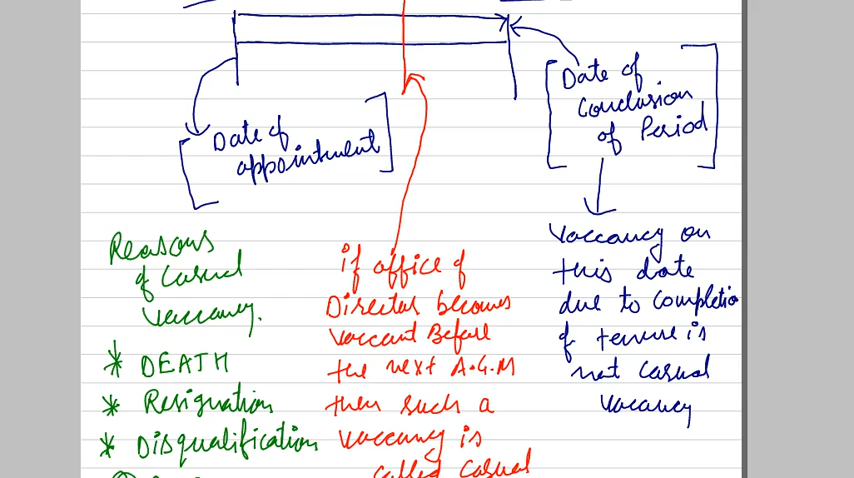 Date of
appointment
Date of
Conclusion
of Period
Reasons
of Casual
Vaccancy.
* DEATH
* Resignation
* Disqualification
if office of
Director becomes
Vaccant Before
the next A.G.M
then such a
Vaccancy is
called Casual
Vaccancy on
this date
due to Completio
of tenure is
not Casual
Vacancy